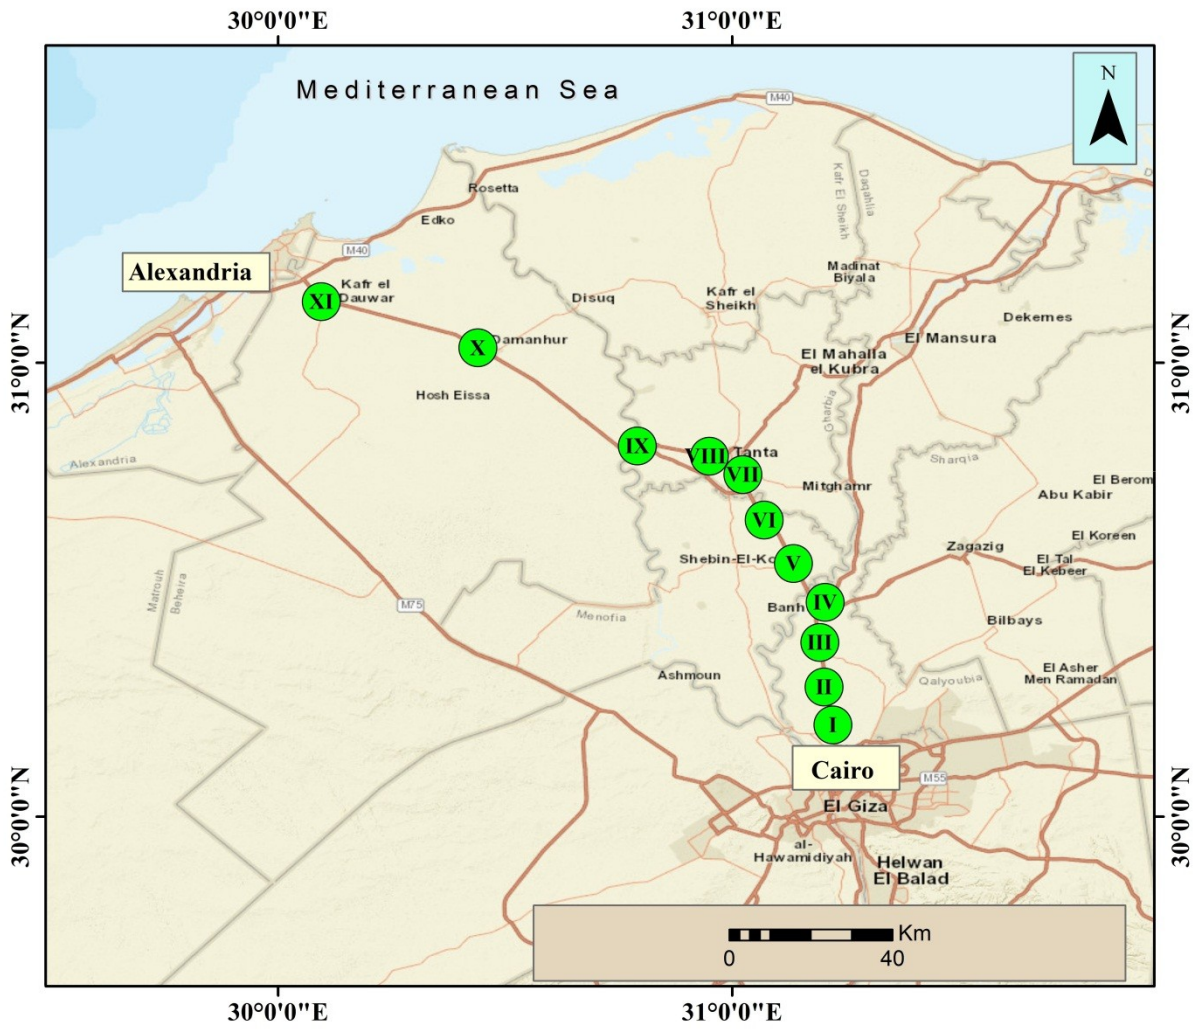 30°0'0"E
31°0'0"E
Mediterranean Sea
M40
N
Rosetta
Edko
Kafr El Sheikh
Daqahlia
M40
Alexandria
Madinat
Biyala
Kafr el
Dauwar
XI
Disuq
Kafr el
Sheikh
Dekemes
El Mansura
Damanhur
X
El Mahalla
el Kubra
31°0'0"N
31°0'0"N
Hosh Eissa
Gharbia
IX
VIII
Tanta
VII
Alexandria
Sharqia
Mitghamr
El Berom
Abu Kabir
VI
El Koreen
Zagazig
Shebin-El-Ko
V
El Tal
El Kebeer
Matrouh
Beheira
M75
Banh
IV
Menofia
Bilbays
III
Ashmoun
II
Qalyoubia
El Asher
Men Ramadan
I
Cairo
M55
El Giza
30°0'0"N
30°0'0"N
al-
Hawamidiyah
Helwan
El Balad
Km
0
40
30°0'0"E
31°0'0"E